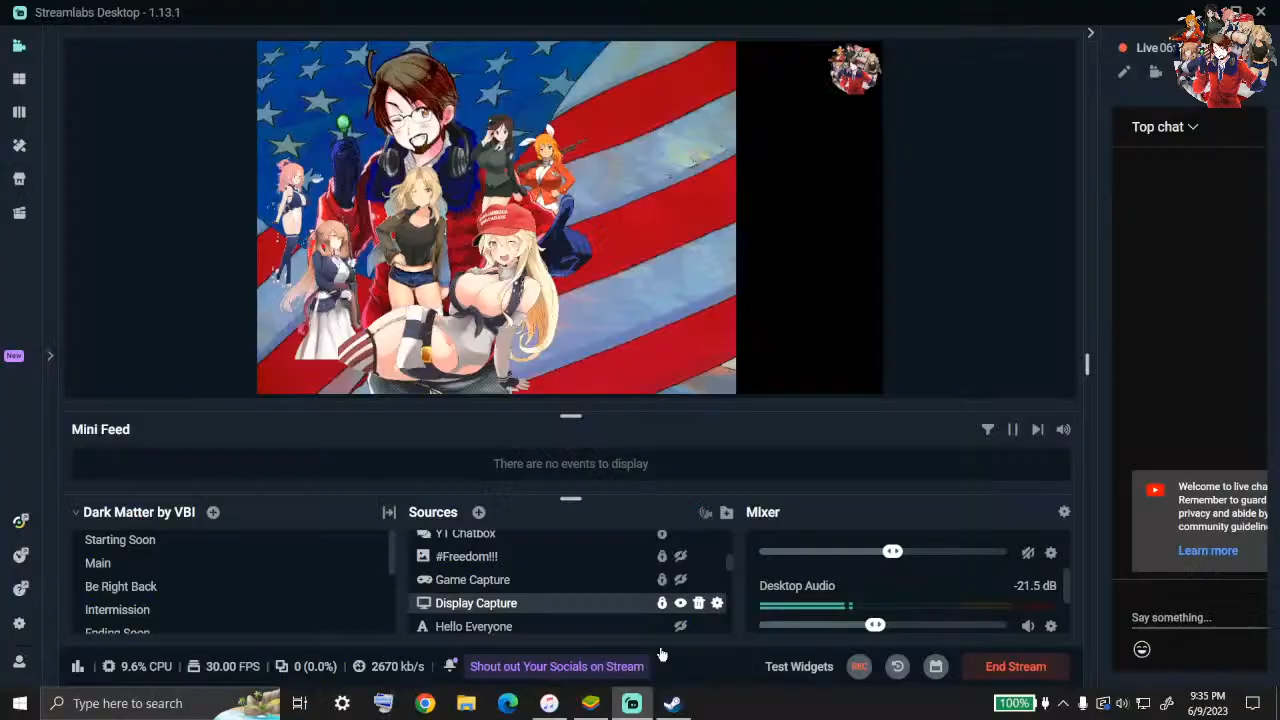 Streamlabs Desktop - 1.13.1
Live 06:
Top chat
New
Mini Feed
There are no events to display
Dark Matter by VBI
Starting Soon
Main
Be Right Back
Intermission
Ending Soon
Sources
YT Chatbox
#Freedom!!!
Game Capture
Display Capture
Hello Everyone
Mixer
Desktop Audio
-21.5 dB
Welcome to live cha
Remember to guard
privacy and abide by
community guidelin
Learn more
Say something...
9.6% CPU
30.00 FPS
0 (0.0%)
2670 kb/s
Shout out Your Socials on Stream
Test Widgets
REC
End Stream
Type here to search
100%
9:35 PM
6/9/2023